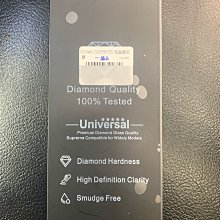 Diamond Quality
100% Tested
Universal
Premium Diamond Glass Quality
Supreme Compatible for Widely Models
Diamond Hardness
High Definition Clarity
Smudge Free